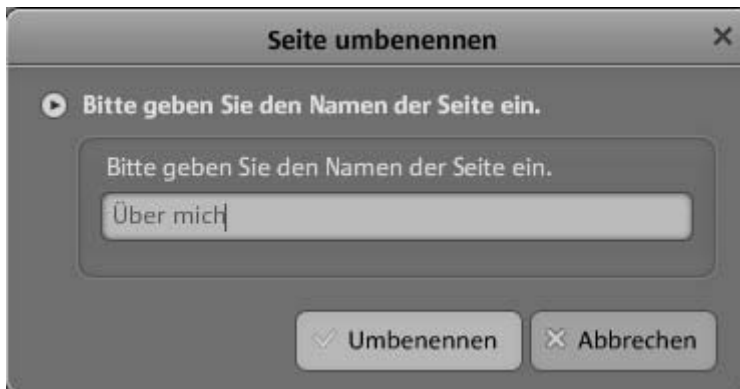 Seite umbenennen
Bitte geben Sie den Namen der Seite ein.
Bitte geben Sie den Namen der Seite ein.
Über mich
Umbenennen Abbrechen